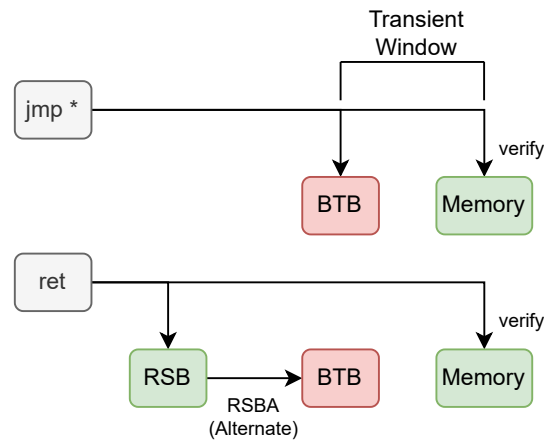 Transient
Window
jmp *
verify
BTB
Memory
ret
verify
RSB
BTB
Memory
RSBA
(Alternate)